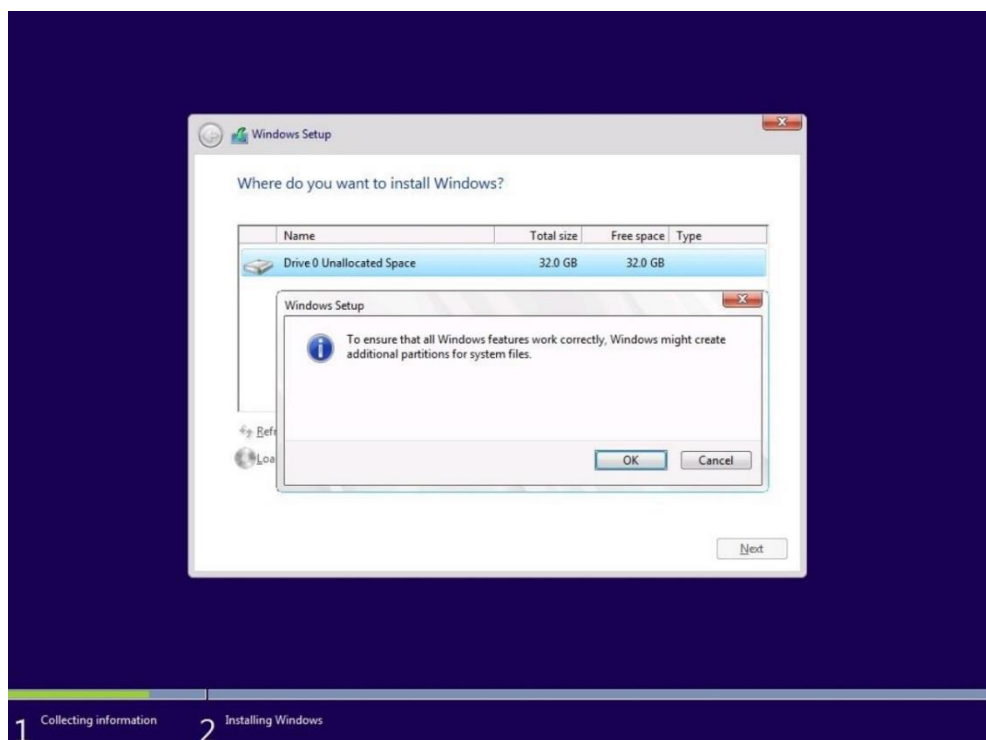 Windows Setup
Where do you want to install Windows?
Name Total size Free space Type
Drive 0 Unallocated Space 32.0 GB 32.0 GB
Windows Setup
To ensure that all Windows features work correctly, Windows might create
additional partitions for system files.
OK Cancel
Next
1 Collecting information 2 Installing Windows